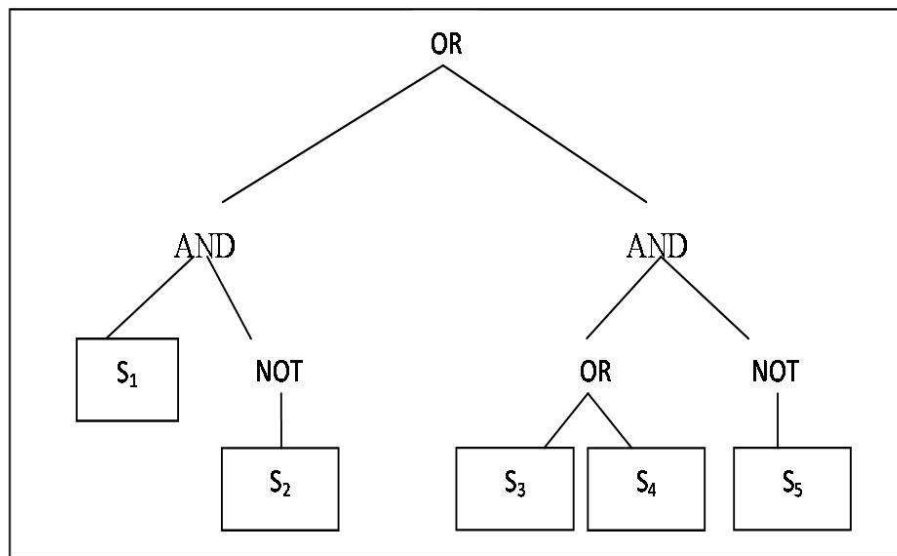 OR
AND AND
S₁ NOT OR NOT
S₂ S₃ S₄ S₅